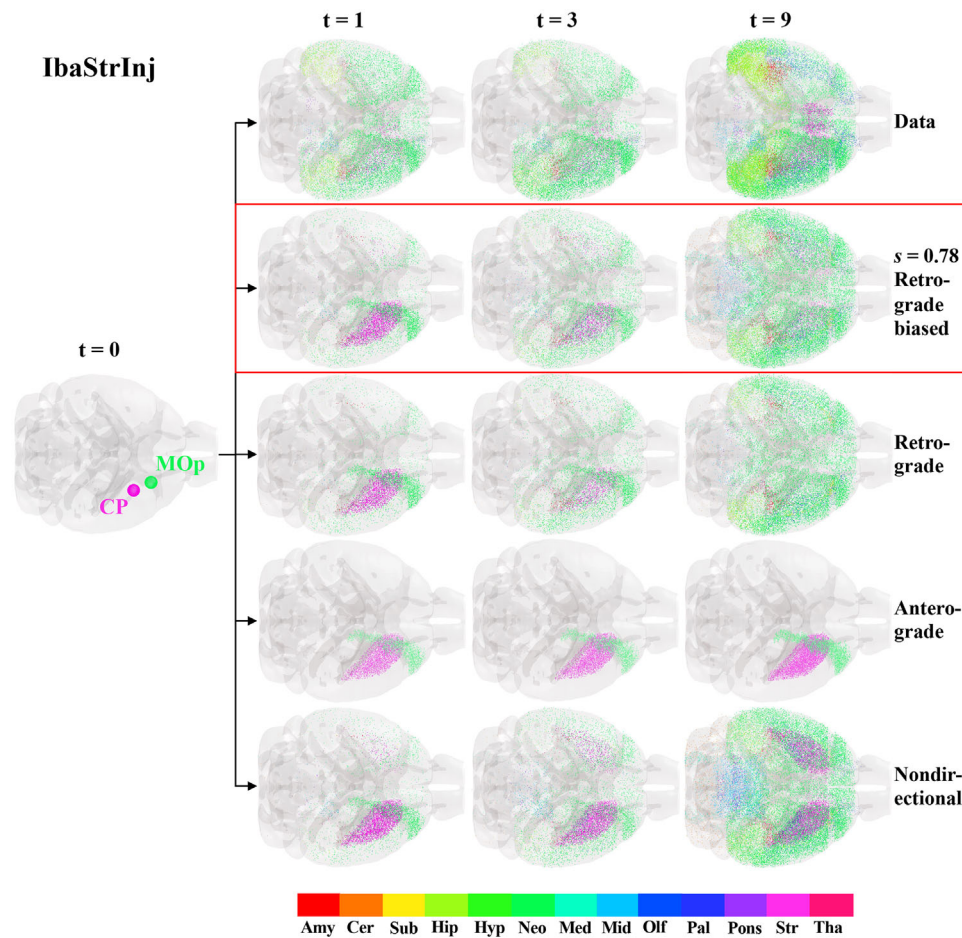 t = 1 t = 3 t = 9
IbaStrInj
Data
s = 0.78
Retro-
grade
biased
t = 0
MOp
CP
Retro-
grade
Antero-
grade
Nondir-
ectional
Amy Cer Sub Hip Hyp Neo Med Mid Olf Pal Pons Str Tha